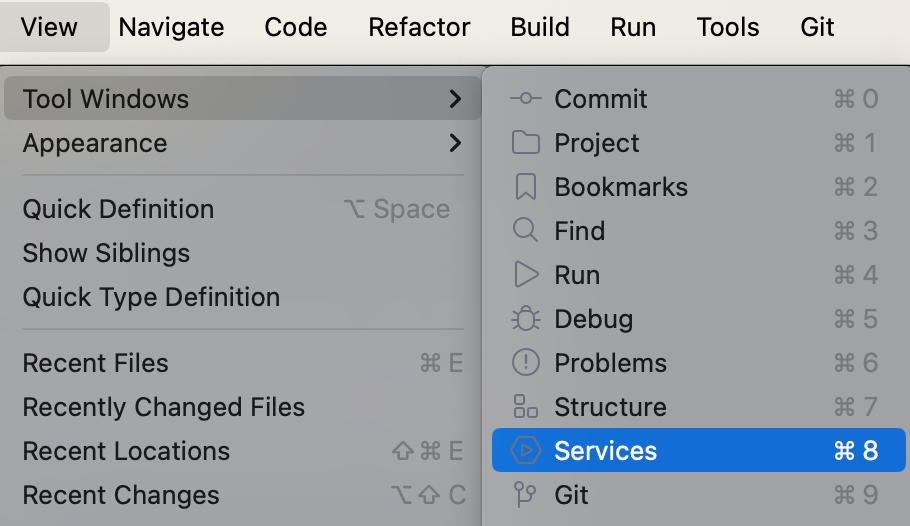 View Navigate Code Refactor Build Run Tools Git
Tool Windows
Appearance
Quick Definition ⌥ Space
Show Siblings
Quick Type Definition
Recent Files ⌘ E
Recently Changed Files
Recent Locations ⇧ ⌘ E
Recent Changes ⌥ ⇧ C
Commit ⌘ 0
Project ⌘ 1
Bookmarks ⌘ 2
Find ⌘ 3
Run ⌘ 4
Debug ⌘ 5
Problems ⌘ 6
Structure ⌘ 7
Services ⌘ 8
Git ⌘ 9